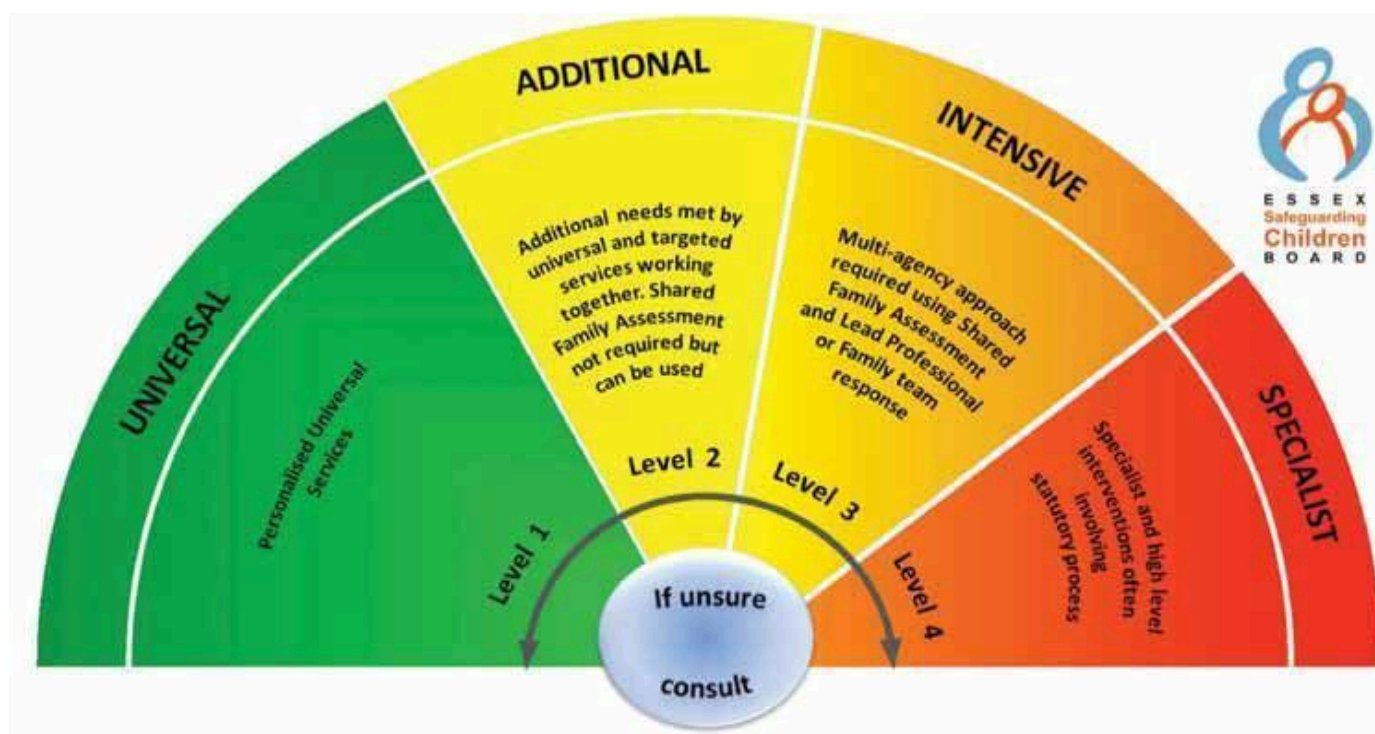 UNIVERSAL
Personalised Universal
Services
Level 1
ADDITIONAL
Additional needs met by
universal and targeted
services working
together. Shared
Family Assessment
not required but
can be used
Level 2
INTENSIVE
Multi-agency approach
required using Shared
Family Assessment
and Lead Professional
or Family team
response
Level 3
SPECIALIST
Specialist and high level
interventions often
involving
statutory process
Level 4
If unsure
consult
ESSEX
Safeguarding
Children
BOARD